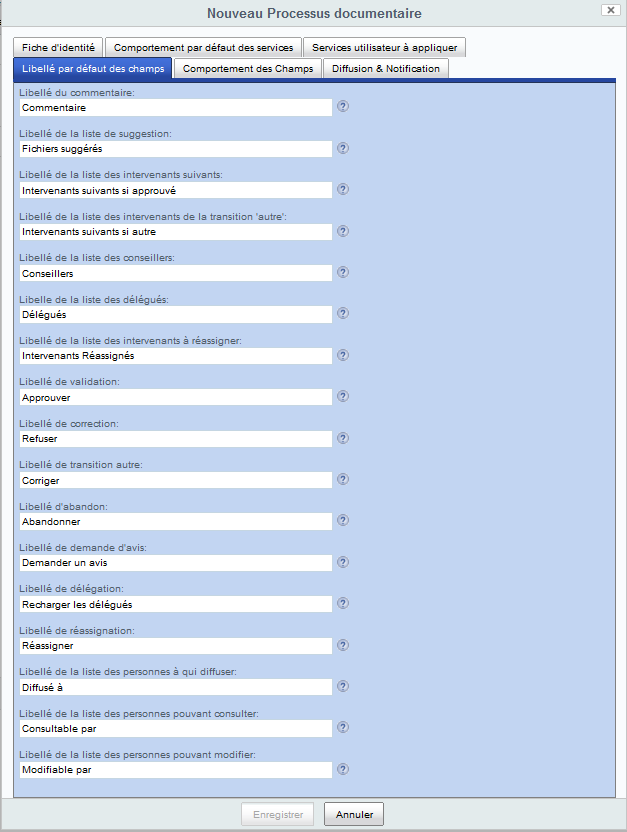 Nouveau Processus documentaire
Fiche d'identité Comportement par défaut des services Services utilisateur à appliquer
Libellé par défaut des champs Comportement des Champs Diffusion & Notification
Libellé du commentaire:
Commentaire
Libellé de la liste de suggestion:
Fichiers suggérés
Libellé de la liste des intervenants suivants:
Intervenants suivants si approuvé
Libellé de la liste des intervenants de la transition 'autre':
Intervenants suivants si autre
Libellé de la liste des conseillers:
Conseillers
Libelle de la liste des délégués:
Délégués
Libellé de la liste des intervenants à réassigner:
Intervenants Réassignés
Libellé de validation:
Approuver
Libellé de correction:
Refuser
Libellé de transition autre:
Corriger
Libellé d'abandon:
Abandonner
Libellé de demande d'avis:
Demander un avis
Libellé de délégation:
Recharger les délégués
Libellé de réassignation:
Réassigner
Libellé de la liste des personnes à qui diffuser:
Diffusé à
Libellé de la liste des personnes pouvant consulter:
Consultable par
Libellé de la liste des personnes pouvant modifier:
Modifiable par
Enregistrer Annuler